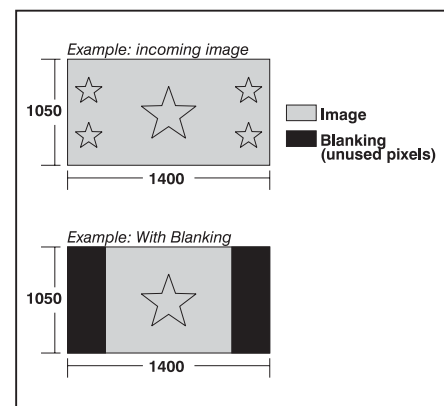 Example: incoming image
1050
1400
Image
Blanking
(unused pixels)
Example: With Blanking
1050
1400